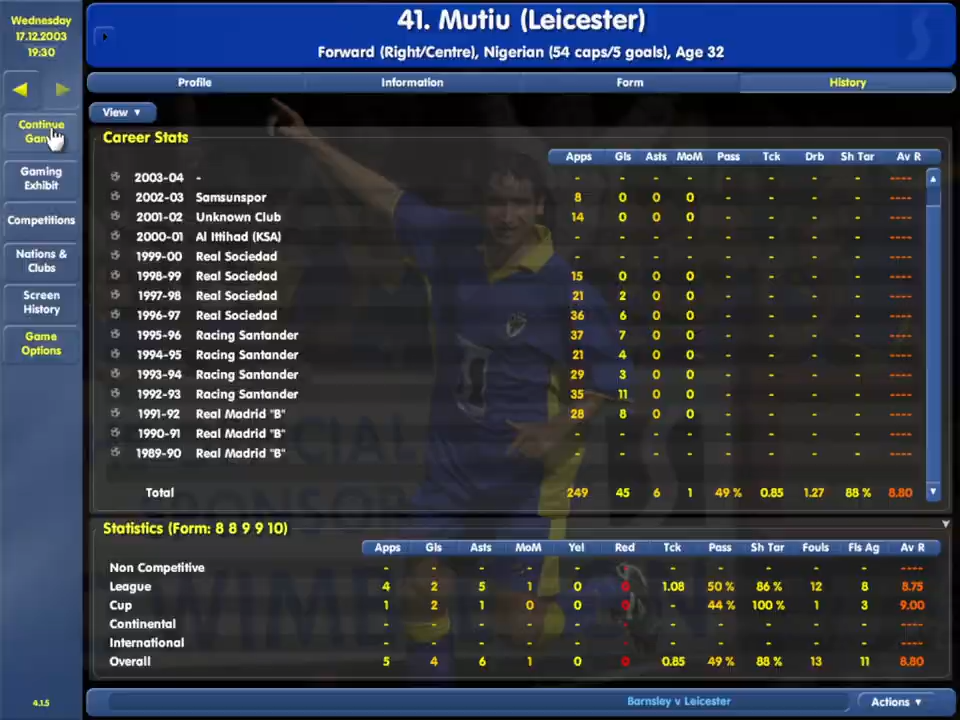 Wednesday
17.12.2003
19:30
41. Mutiu (Leicester)
Forward (Right/Centre), Nigerian (54 caps/5 goals), Age 32
Profile Information Form History
View
Continue
Game
Gaming
Exhibit
Competitions
Nations &
Clubs
Screen
History
Game
Options
4.1.5
Career Stats
Apps Gls Asts MoM Pass Tck Drb Sh Tar Av R
2003-04 - - - - - - - - - ----
2002-03 Samsunspor 8 0 0 0 - - - - ----
2001-02 Unknown Club 14 0 0 0 - - - - ----
2000-01 Al Ittihad (KSA) - - - - - - - - ----
1999-00 Real Sociedad - - - - - - - - ----
1998-99 Real Sociedad 15 0 0 0 - - - - ----
1997-98 Real Sociedad 21 2 0 0 - - - - ----
1996-97 Real Sociedad 36 6 0 0 - - - - ----
1995-96 Racing Santander 37 7 0 0 - - - - ----
1994-95 Racing Santander 21 4 0 0 - - - - ----
1993-94 Racing Santander 29 3 0 0 - - - - ----
1992-93 Racing Santander 35 11 0 0 - - - - ----
1991-92 Real Madrid "B" 28 8 0 0 - - - - ----
1990-91 Real Madrid "B" - - - - - - - - ----
1989-90 Real Madrid "B" - - - - - - - - ----
Total 249 45 6 1 49 % 0.85 1.27 88 % 8.80
Statistics (Form: 8 8 9 9 10)
Apps Gls Asts MoM Yel Red Tck Pass Sh Tar Fouls Fls Ag Av R
Non Competitive - - - - - - - - - - - ----
League 4 2 5 1 0 0 1.08 50 % 86 % 12 8 8.75
Cup 1 2 1 0 0 0 - 44 % 100 % 1 3 9.00
Continental - - - - - - - - - - - ----
International - - - - - - - - - - - ----
Overall 5 4 6 1 0 0 0.85 49 % 88 % 13 11 8.80
Barnsley v Leicester
Actions